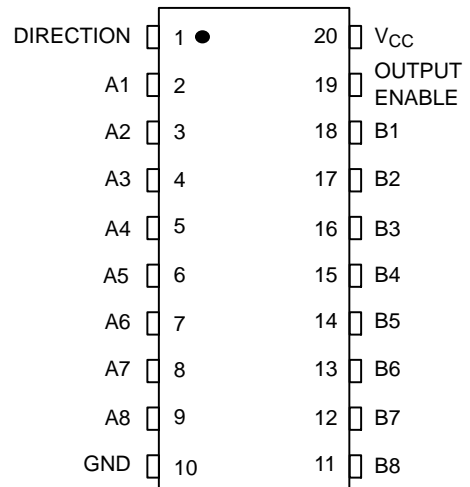 DIRECTION 1 20 VCC
A1 2 19 OUTPUT
ENABLE
A2 3 18 B1
A3 4 17 B2
A4 5 16 B3
A5 6 15 B4
A6 7 14 B5
A7 8 13 B6
A8 9 12 B7
GND 10 11 B8